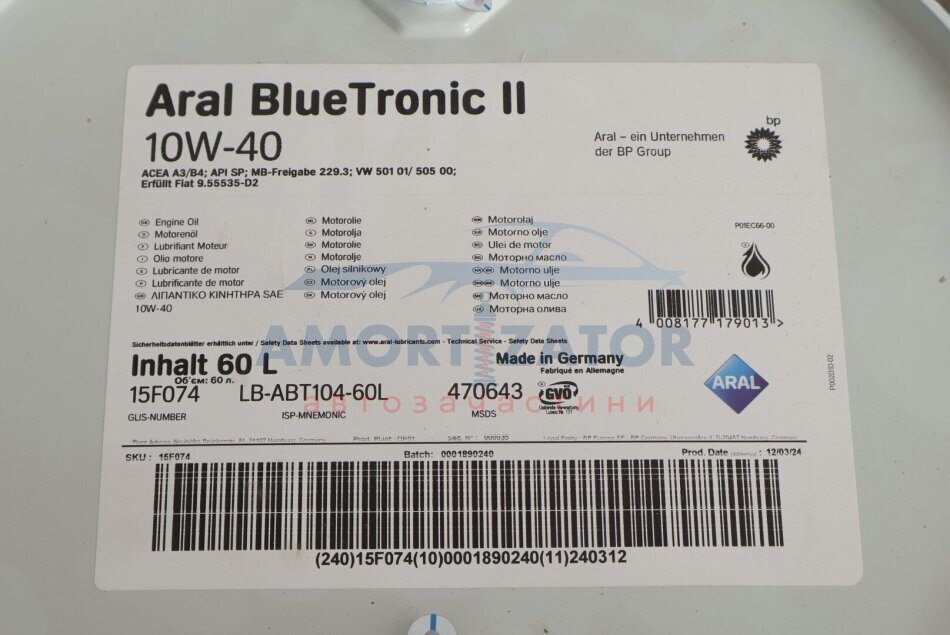 Aral BlueTronic II
10W-40
ACEA A3/B4; API SP; MB-Freigabe 229.3; VW 501 01/ 505 00;
Erfüllt Fiat 9.55535-D2
bp
Aral – ein Unternehmen
der BP Group
Engine Oil
Motorenöl
Lubrifiant Moteur
Olio motore
Lubricante de motor
Lubrificante de motor
ΛΙΠΑΝΤΙΚΟ ΚΙΝΗΤΗΡΑ SAE
10W-40
Motorolie
Motorolja
Motorolie
Motorolje
Olej silnikowy
Motorový olej
Motorový olej
Motorolaj
Motorno olje
Ulei de motor
Моторно масло
Motorno ulje
Motorno ulje
Моторно масло
Моторна олива
P01EC66-00
4 008177 179013 >
AMORTIZATOR
автозапчастини
Sicherheitsdatenblätter erhältlich unter / Safety Data Sheets available at: www.aral-lubricants.com - Technical Service - Safety Data Sheets
Inhalt 60 L
Об'єм: 60 л.
Made in Germany
Fabriqué en Allemagne
15F074
LB-ABT104-60L
470643
GVÖ
ARAL
GLIS-NUMBER
ISP-MNEMONIC
MSDS
SKU : 15F074
Batch: 0001890240
Prod. Date : 12/03/24
(240)15F074(10)0001890240(11)240312